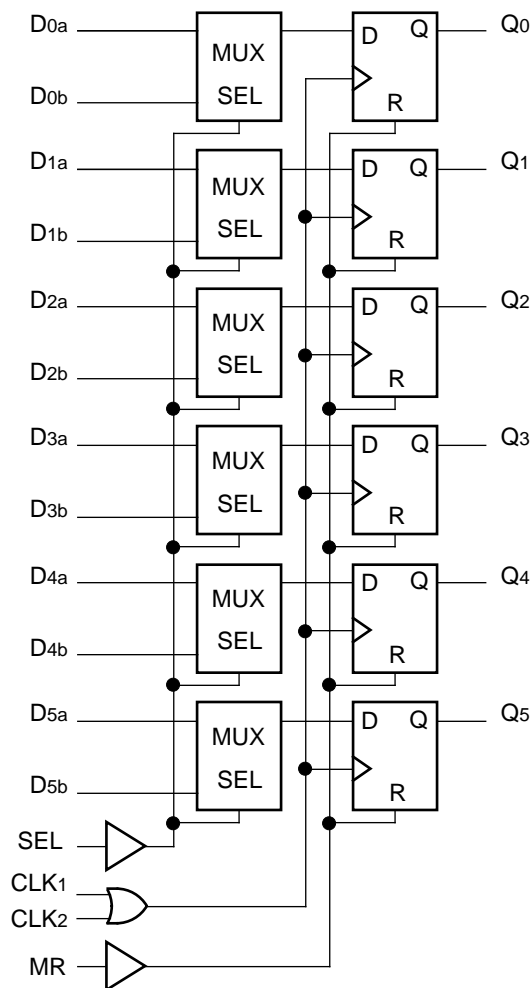 D0a MUX D Q Q0
D0b SEL R
D1a MUX D Q Q1
D1b SEL R
D2a MUX D Q Q2
D2b SEL R
D3a MUX D Q Q3
D3b SEL R
D4a MUX D Q Q4
D4b SEL R
D5a MUX D Q Q5
D5b SEL R
SEL
CLK1
CLK2
MR